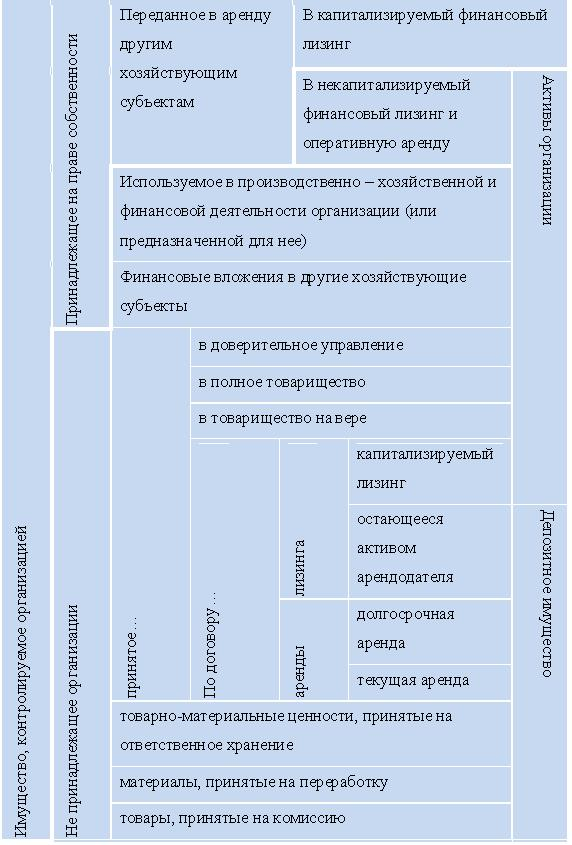 Имущество, контролируемое организацией
Принадлежащее на праве собственности
Переданное в аренду
другим
хозяйствующим
субъектам
В капитализируемый финансовый
лизинг
В некапитализируемый
финансовый лизинг и
оперативную аренду
Активы организации
Используемое в производственно – хозяйственной и
финансовой деятельности организации (или
предназначенной для нее)
Финансовые вложения в другие хозяйствующие
субъекты
Не принадлежащее организации
принятое…
в доверительное управление
в полное товарищество
в товарищество на вере
По договору…
лизинга
капитализируемый
лизинг
остающееся
активом
арендодателя
Депозитное имущество
аренды
долгосрочная
аренда
текущая аренда
товарно-материальные ценности, принятые на
ответственное хранение
материалы, принятые на переработку
товары, принятые на комиссию